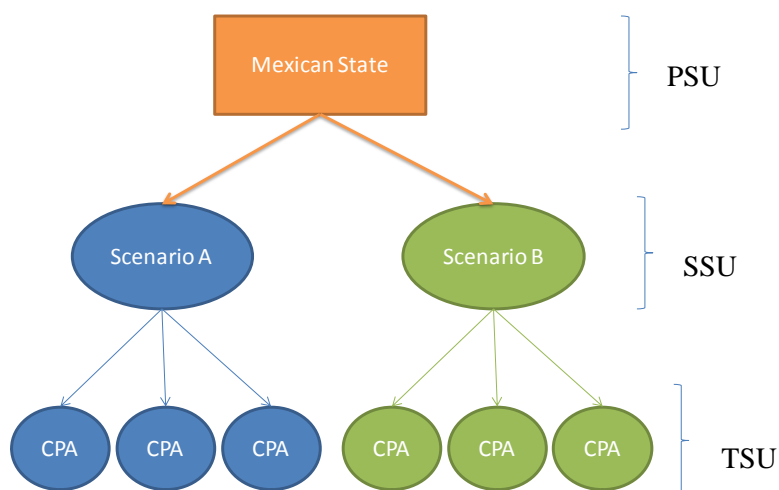 Mexican State
PSU
Scenario A
Scenario B
SSU
CPA
CPA
CPA
CPA
CPA
CPA
TSU